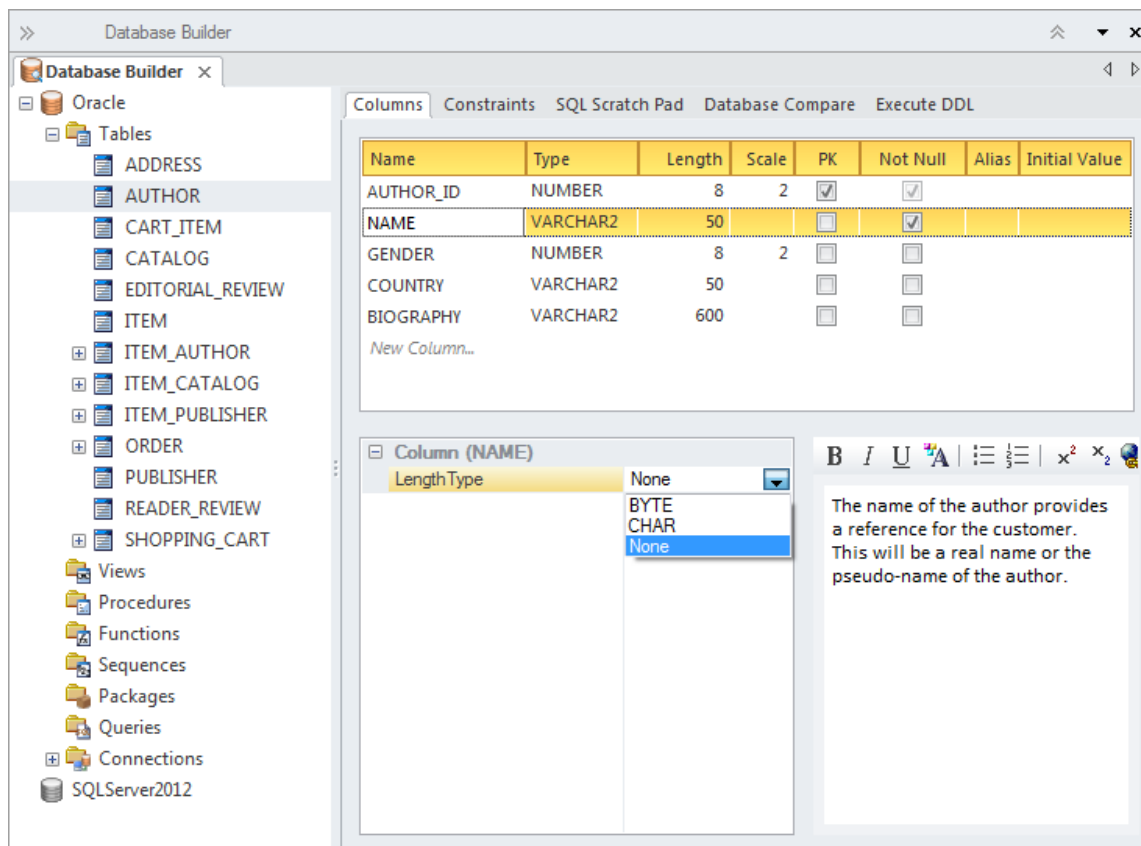 Database Builder
Database Builder
Oracle
Tables
ADDRESS
AUTHOR
CART_ITEM
CATALOG
EDITORIAL_REVIEW
ITEM
ITEM_AUTHOR
ITEM_CATALOG
ITEM_PUBLISHER
ORDER
PUBLISHER
READER_REVIEW
SHOPPING_CART
Views
Procedures
Functions
Sequences
Packages
Queries
Connections
SQLServer2012
Columns Constraints SQL Scratch Pad Database Compare Execute DDL
Name Type Length Scale PK Not Null Alias Initial Value
AUTHOR_ID NUMBER 8 2
NAME VARCHAR2 50
GENDER NUMBER 8 2
COUNTRY VARCHAR2 50
BIOGRAPHY VARCHAR2 600
New Column...
Column (NAME)
LengthType None
BYTE
CHAR
None
B I U A x² x₂
The name of the author provides
a reference for the customer.
This will be a real name or the
pseudo-name of the author.